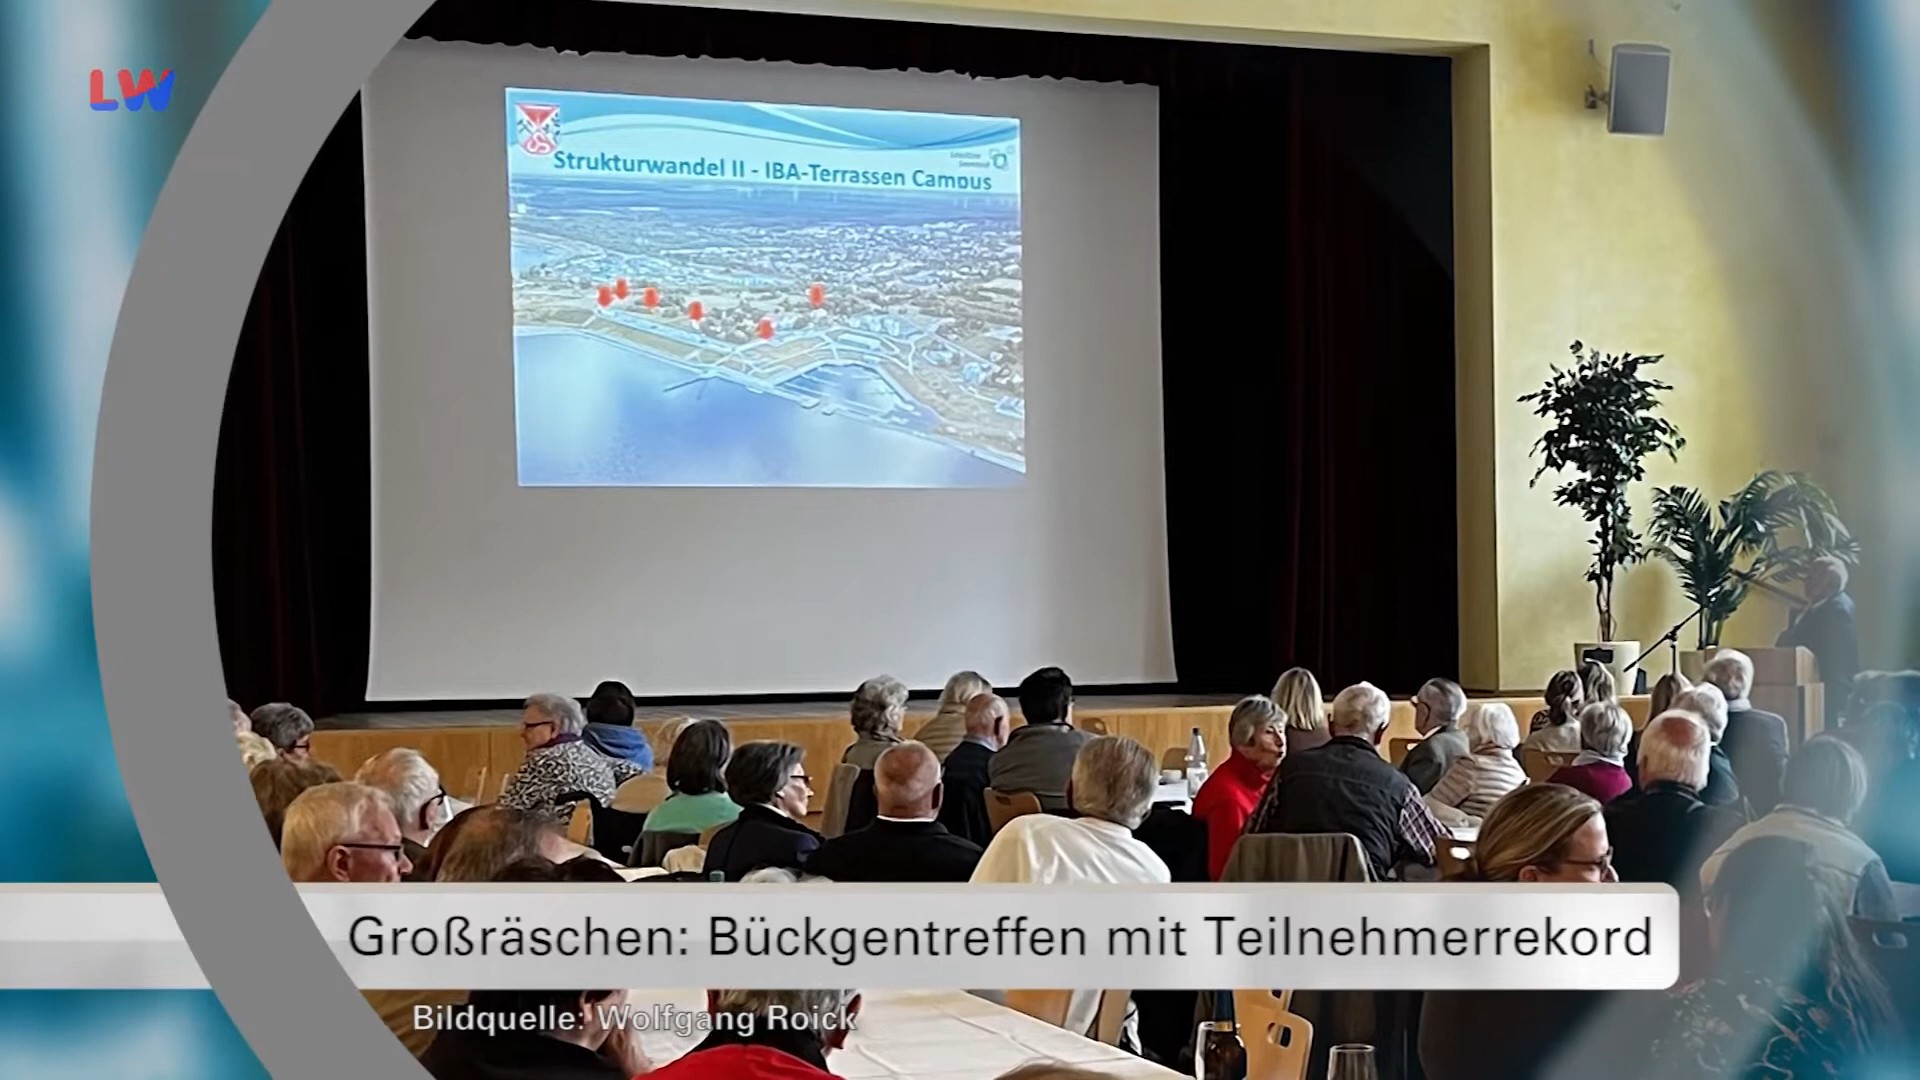 LW
Strukturwandel II - IBA-Terrassen Campus
Großräschen: Bückgentreffen mit Teilnehmerrekord
Bildquelle: Wolfgang Roick